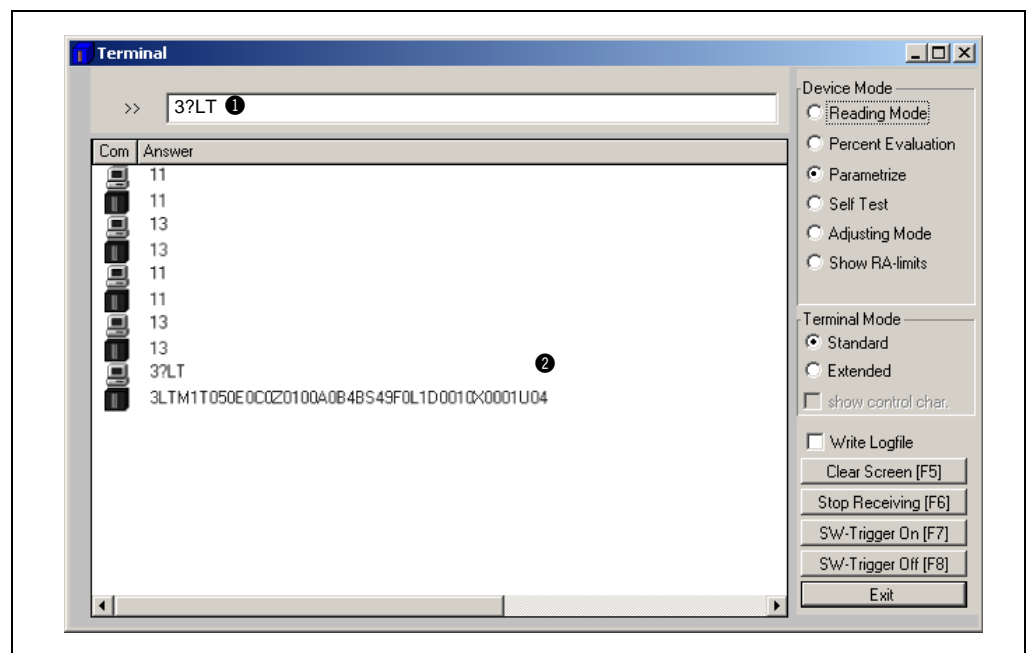 Terminal
>> 3?LT ❶
Com Answer
11
11
13
13
11
11
13
13
3?LT
❷
3LTM1T050E0C0Z0100A0B4BS49F0L1D0010X0001U04
Device Mode
Reading Mode
Percent Evaluation
Parametrize
Self Test
Adjusting Mode
Show RA-limits
Terminal Mode
Standard
Extended
show control char.
Write Logfile
Clear Screen [F5]
Stop Receiving [F6]
SW-Trigger On [F7]
SW-Trigger Off [F8]
Exit